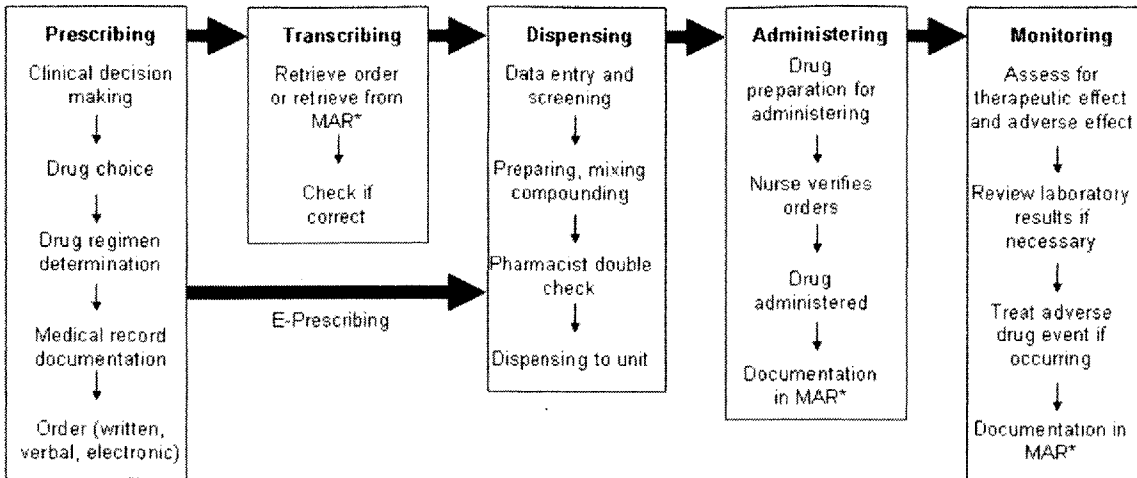 Prescribing
Clinical decision
making
Drug choice
Drug regimen
determination
Medical record
documentation
Order (written,
verbal, electronic)
Transcribing
Retrieve order
or retrieve from
MAR*
Check if
correct
E-Prescribing
Dispensing
Data entry and
screening
Preparing, mixing
compounding
Pharmacist double
check
Dispensing to unit
Administering
Drug
preparation for
administering
Nurse verifies
orders
Drug
administered
Documentation
in MAR*
Monitoring
Assess for
therapeutic effect
and adverse effect
Review laboratory
results if
necessary
Treat adverse
drug event if
occurring
Documentation in
MAR*